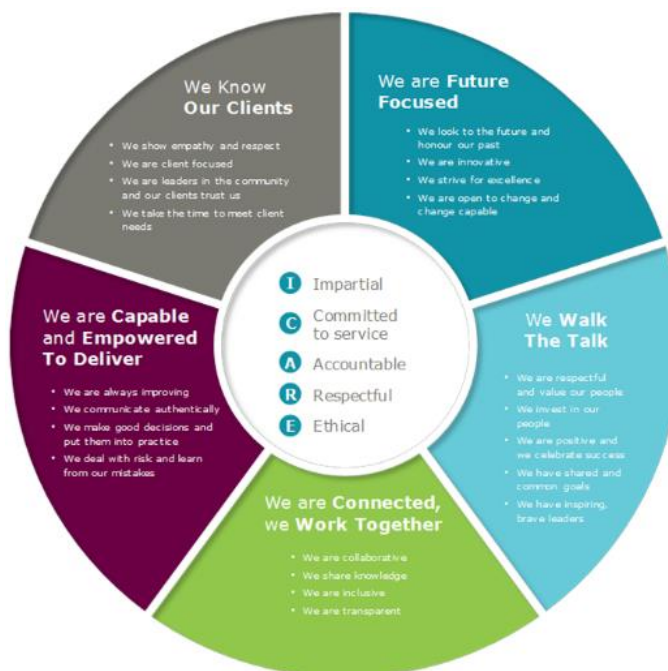 We Know
Our Clients
• We show empathy and respect
• We are client focused
• We are leaders in the community
and our clients trust us
• We take the time to meet client
needs
We are Future
Focused
• We look to the future and
honour our past
• We are innovative
• We strive for excellence
• We are open to change and
change capable
We Walk
The Talk
• We are respectful
and value our people
• We invest in our
people
• We are positive and
we celebrate success
• We have shared and
common goals
• We have inspiring,
brave leaders
We are Connected,
we Work Together
• We are collaborative
• We share knowledge
• We are inclusive
• We are transparent
We are Capable
and Empowered
To Deliver
• We are always improving
• We communicate authentically
• We make good decisions and
put them into practice
• We deal with risk and learn
from our mistakes
I Impartial
C Committed
to service
A Accountable
R Respectful
E Ethical